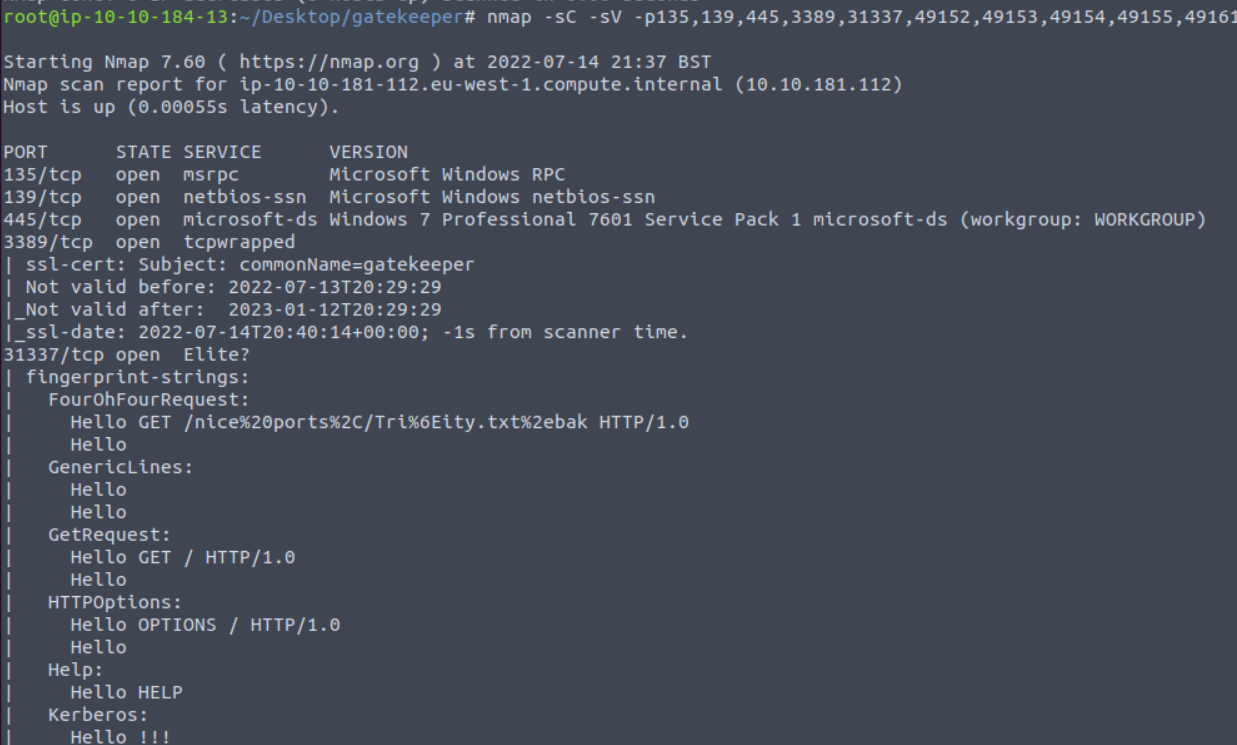 root@ip-10-10-184-13:~/Desktop/gatekeeper# nmap -sC -sV -p135,139,445,3389,31337,49152,49153,49154,49155,49161
Starting Nmap 7.60 ( https://nmap.org ) at 2022-07-14 21:37 BST
Nmap scan report for ip-10-10-181-112.eu-west-1.compute.internal (10.10.181.112)
Host is up (0.00055s latency).

PORT      STATE SERVICE      VERSION
135/tcp   open  msrpc        Microsoft Windows RPC
139/tcp   open  netbios-ssn  Microsoft Windows netbios-ssn
445/tcp   open  microsoft-ds Windows 7 Professional 7601 Service Pack 1 microsoft-ds (workgroup: WORKGROUP)
3389/tcp  open  tcpwrapped
| ssl-cert: Subject: commonName=gatekeeper
| Not valid before: 2022-07-13T20:29:29
|_Not valid after:  2023-01-12T20:29:29
|_ssl-date: 2022-07-14T20:40:14+00:00; -1s from scanner time.
31337/tcp open  Elite?
| fingerprint-strings:
|   FourOhFourRequest:
|     Hello GET /nice%20ports%2C/Tri%6Eity.txt%2ebak HTTP/1.0
|     Hello
|   GenericLines:
|     Hello
|     Hello
|   GetRequest:
|     Hello GET / HTTP/1.0
|     Hello
|   HTTPOptions:
|     Hello OPTIONS / HTTP/1.0
|     Hello
|   Help:
|     Hello HELP
|   Kerberos:
|     Hello !!!